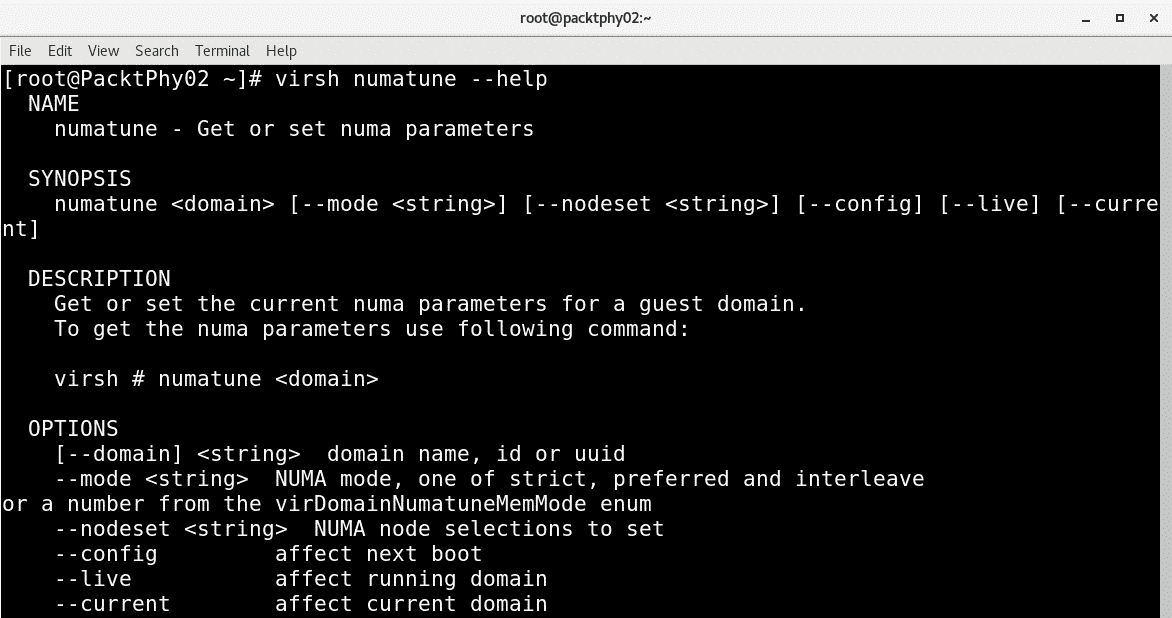 root@packtphy02:~
File Edit View Search Terminal Help
[root@PacktPhy02 ~]# virsh numatune --help
  NAME
    numatune - Get or set numa parameters

  SYNOPSIS
    numatune <domain> [--mode <string>] [--nodeset <string>] [--config] [--live] [--curre
nt]

  DESCRIPTION
    Get or set the current numa parameters for a guest domain.
    To get the numa parameters use following command:

    virsh # numatune <domain>

  OPTIONS
    [--domain] <string>  domain name, id or uuid
    --mode <string>  NUMA mode, one of strict, preferred and interleave
or a number from the virDomainNumatuneMemMode enum
    --nodeset <string>  NUMA node selections to set
    --config         affect next boot
    --live           affect running domain
    --current        affect current domain